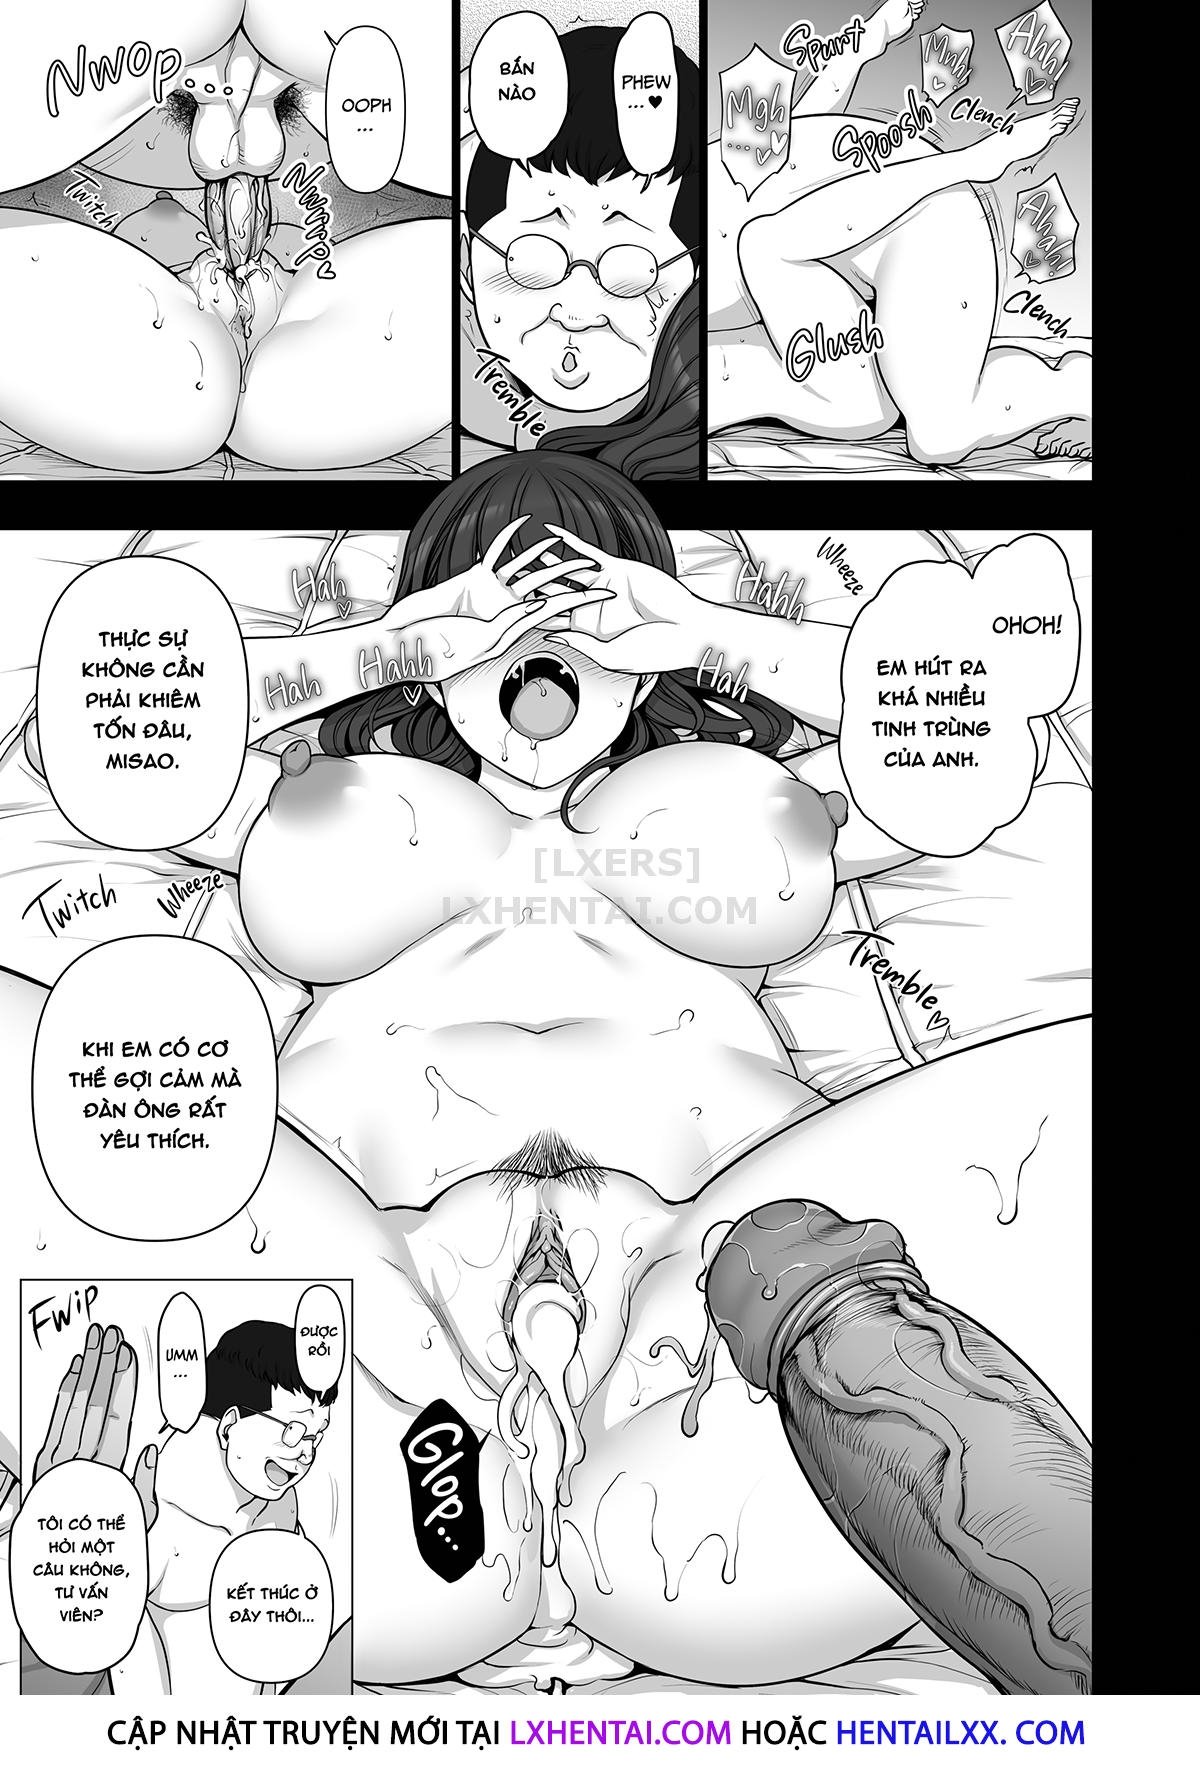 Ahh!
Mnh!
Spurt
Mgh
...
Clench
Spoosh
Ahah!
Clench
Glush
PHEW
...♥
BẮN
NÀO
Tremble
OOPH
...
Nwop...
Twitch
Nwrrp
OHOH!
EM HÚT RA
KHÁ NHIỀU
TINH TRÙNG
CỦA ANH.
Wheeze
Hahh
Hah
Hah
Hahh
Hah
THỰC SỰ
KHÔNG CẦN
PHẢI KHIÊM
TỐN ĐÂU,
MISAO.
Twitch
Wheeze
[LXERS]
LXHENTAI.COM
Tremble
KHI EM CÓ CƠ
THỂ GỢI CẢM MÀ
ĐÀN ÔNG RẤT
YÊU THÍCH.
Glop...
ĐƯỢC
RỒI
UMM
...
Fwip
KẾT THÚC Ở
ĐÂY THÔI...
TÔI CÓ THỂ
HỎI MỘT
CÂU KHÔNG,
TƯ VẤN
VIÊN?
CẬP NHẬT TRUYỆN MỚI TẠI LXHENTAI.COM HOẶC HENTAILXX. COM